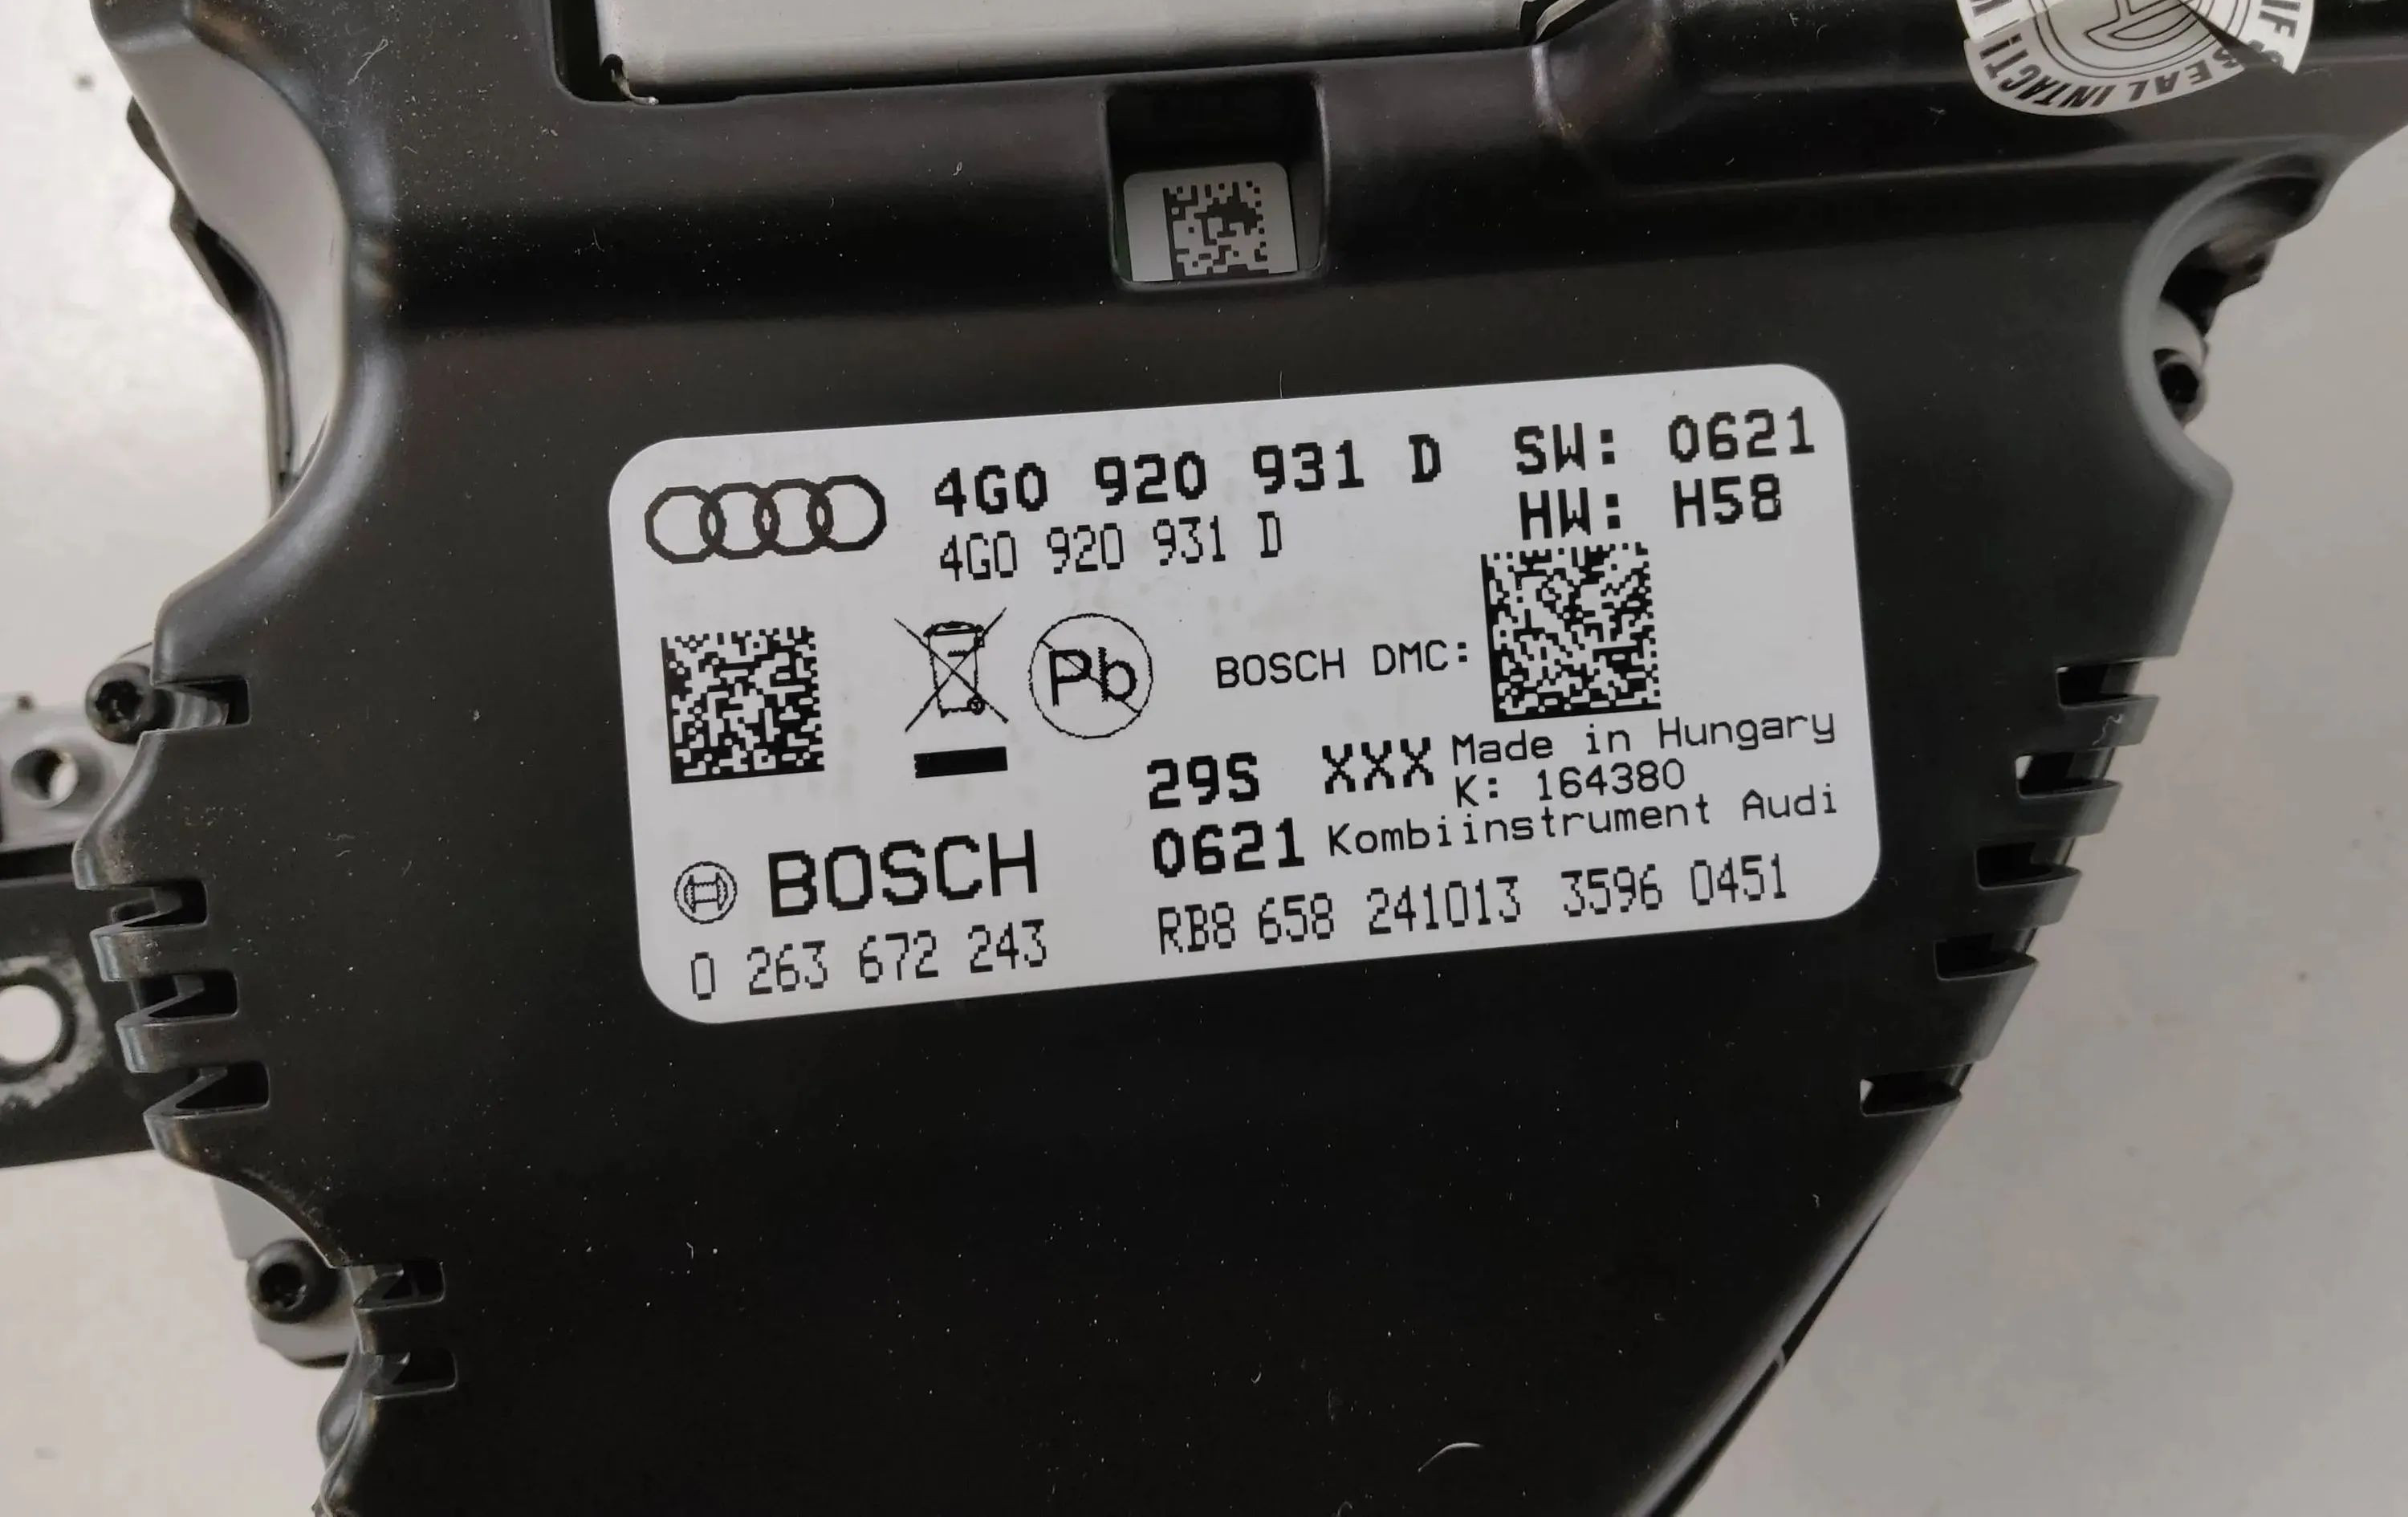 SEAL INTACT!
4G0 920 931 D SW: 0621
4G0 920 931 D HW: H58
Pb BOSCH DMC:
29S XXX Made in Hungary
K: 164380
0621 Kombiinstrument Audi
BOSCH
0 263 672 243 RB8 658 241013 3596 0451